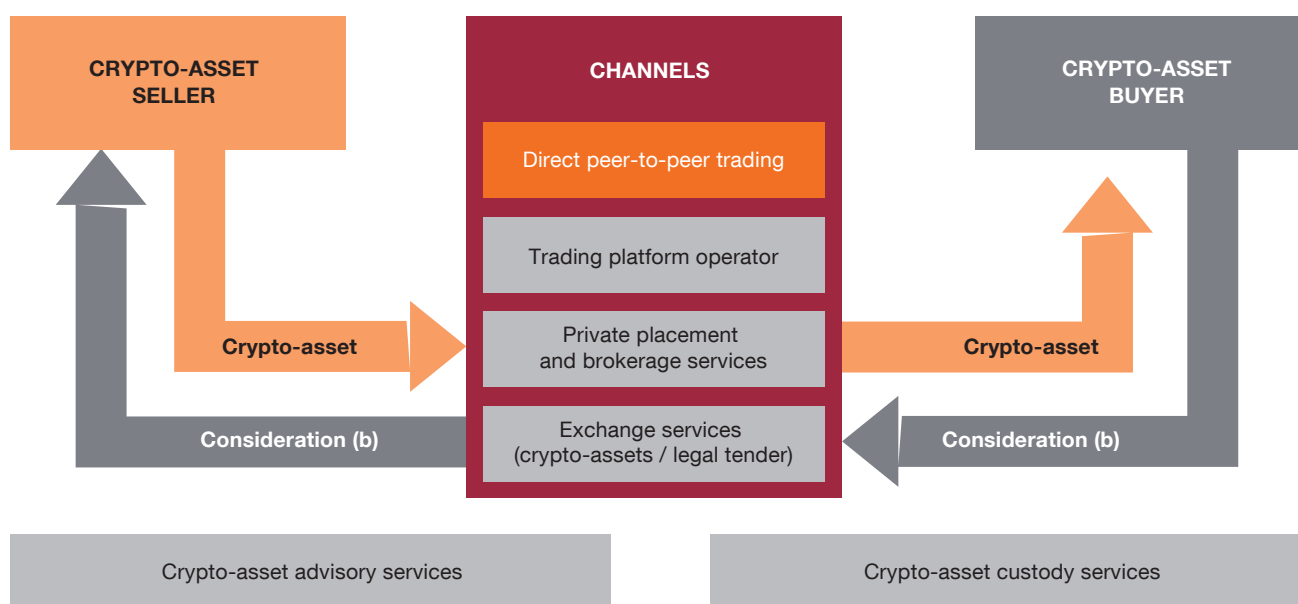 CRYPTO-ASSET
SELLER
CHANNELS
CRYPTO-ASSET
BUYER
Direct peer-to-peer trading
Trading platform operator
Private placement
and brokerage services
Crypto-asset
Crypto-asset
Exchange services
(crypto-assets / legal tender)
Consideration (b)
Consideration (b)
Crypto-asset advisory services
Crypto-asset custody services